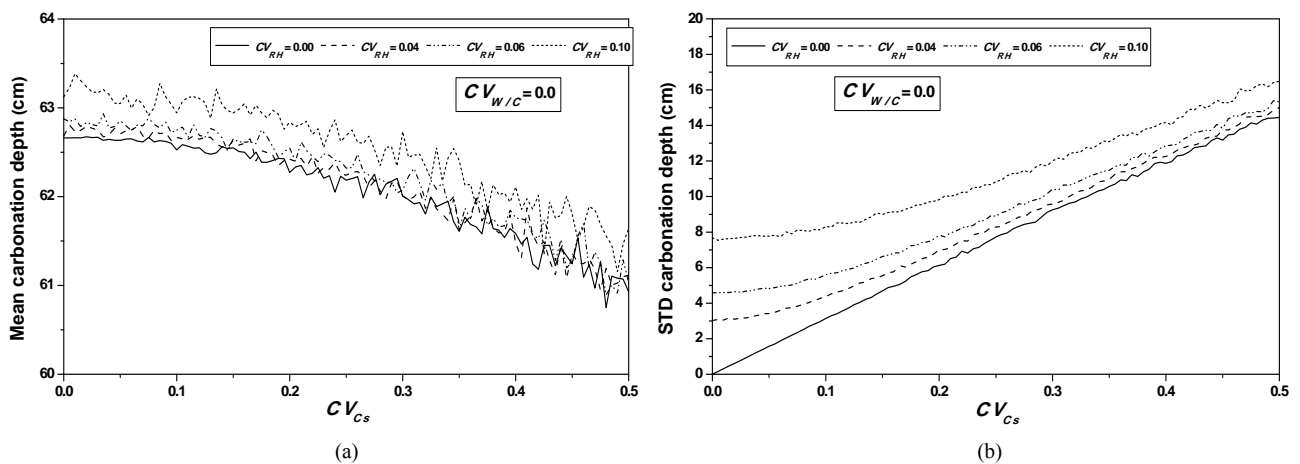 64
63
62
61
60
Mean carbonation depth (cm)
CV_RH = 0.00 CV_RH = 0.04 CV_RH = 0.06 CV_RH = 0.10
CV_W/C = 0.0
0.0 0.1 0.2 0.3 0.4 0.5
CV_Cs
(a)
20
18
16
14
12
10
8
6
4
2
0
STD carbonation depth (cm)
CV_RH = 0.00 CV_RH = 0.04 CV_RH = 0.06 CV_RH = 0.10
CV_W/C = 0.0
0.0 0.1 0.2 0.3 0.4 0.5
CV_Cs
(b)